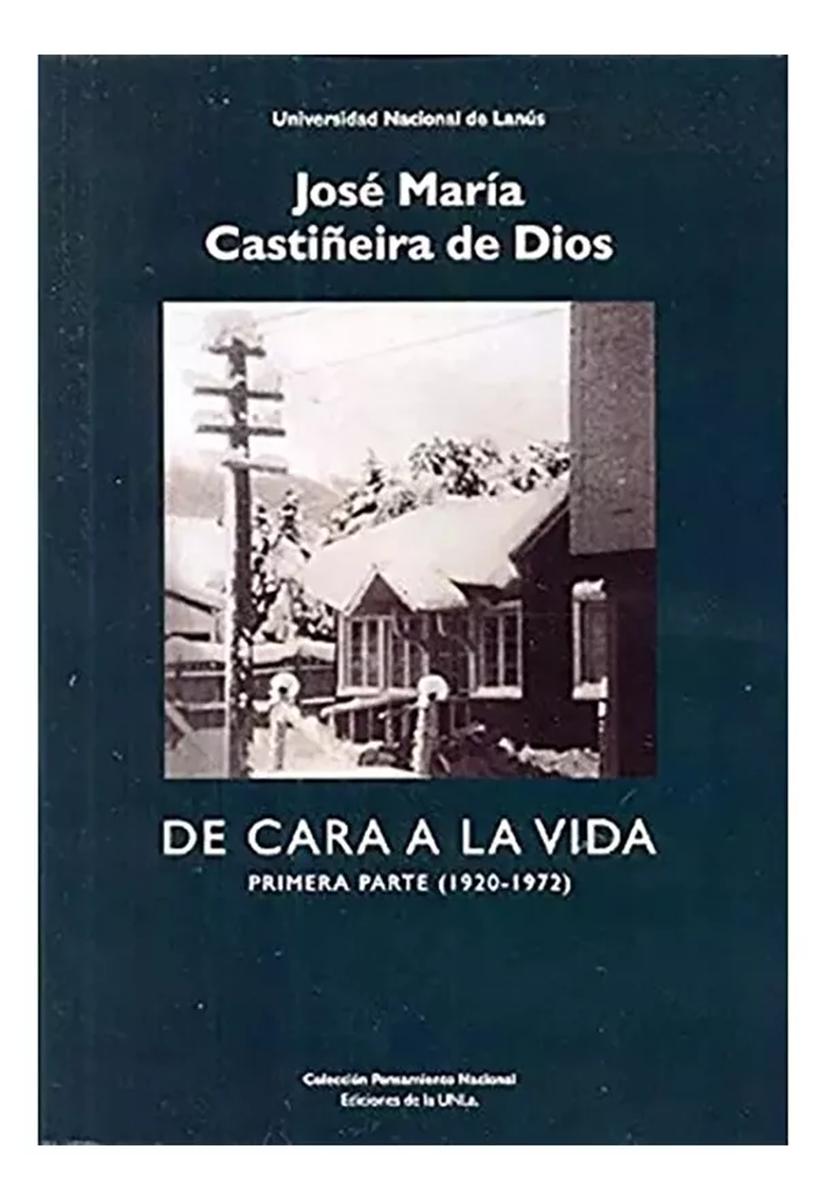 Universidad Nacional de Lanús
José María
Castiñeira de Dios
DE CARA A LA VIDA
PRIMERA PARTE (1920-1972)
Colección Pensamiento Nacional
Ediciones de la UNLa.